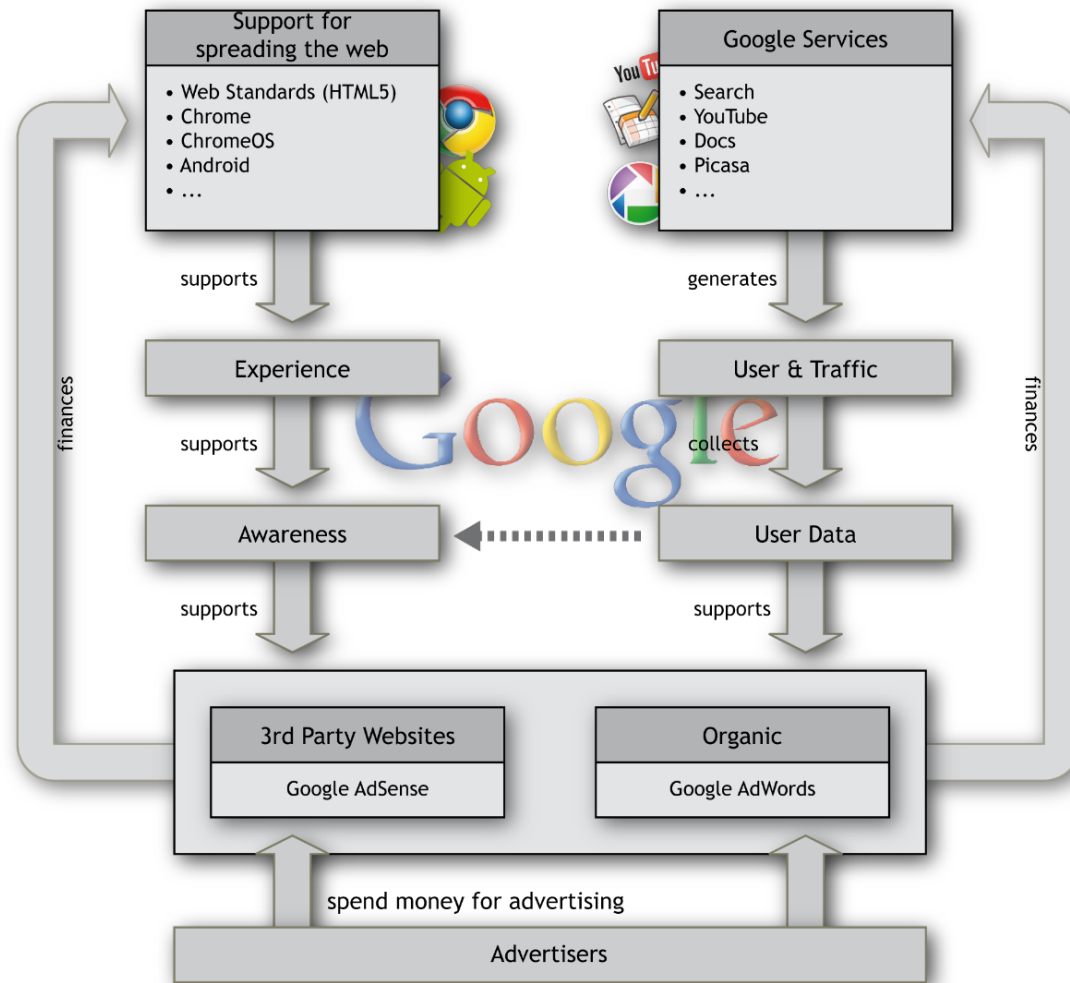 Support for
spreading the web
• Web Standards (HTML5)
• Chrome
• ChromeOS
• Android
• ...
Google Services
• Search
• YouTube
• Docs
• Picasa
• ...
You Tu
supports
generates
Experience
User & Traffic
finances
finances
Google
supports
collects
Awareness
User Data
supports
supports
3rd Party Websites
Google AdSense
Organic
Google AdWords
spend money for advertising
Advertisers